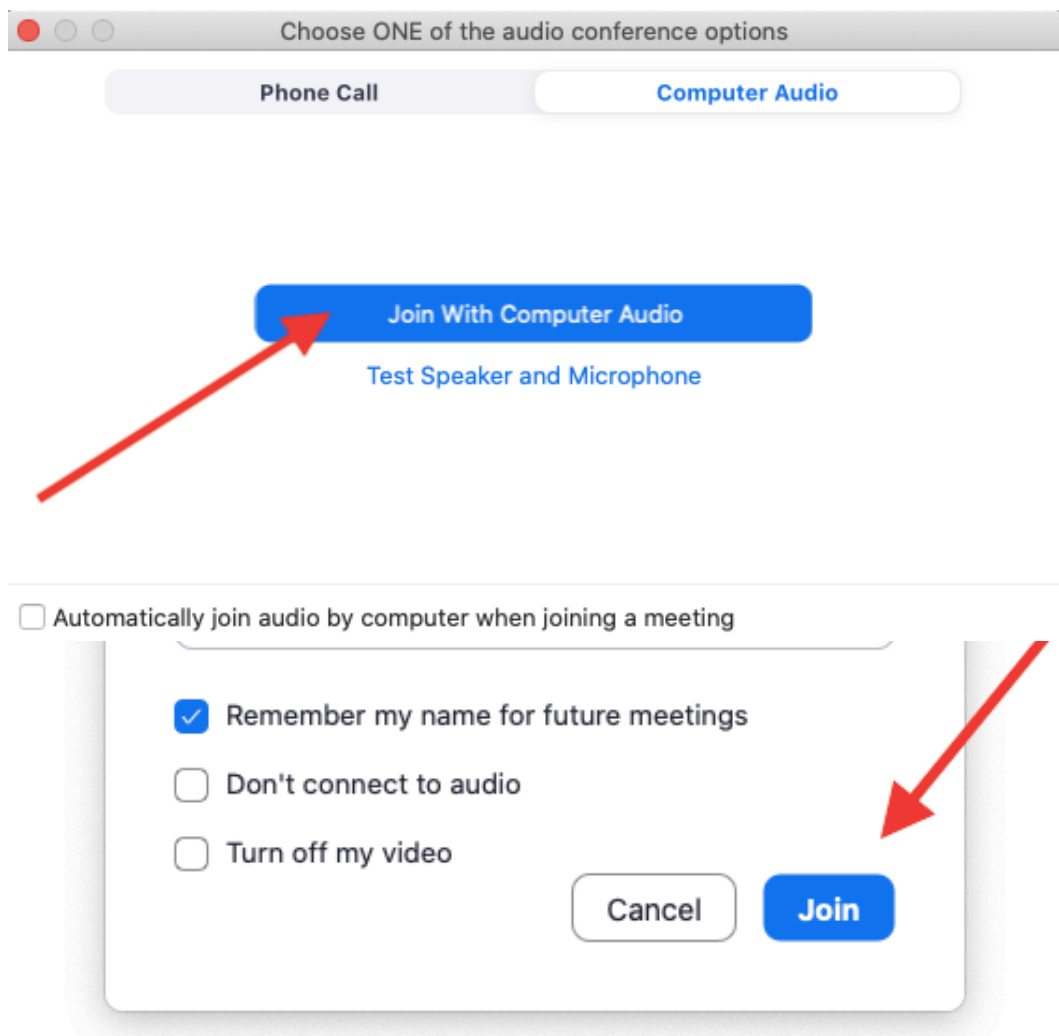 Choose ONE of the audio conference options
Phone Call
Computer Audio
Join With Computer Audio
Test Speaker and Microphone
Automatically join audio by computer when joining a meeting
Remember my name for future meetings
Don't connect to audio
Turn off my video
Cancel
Join